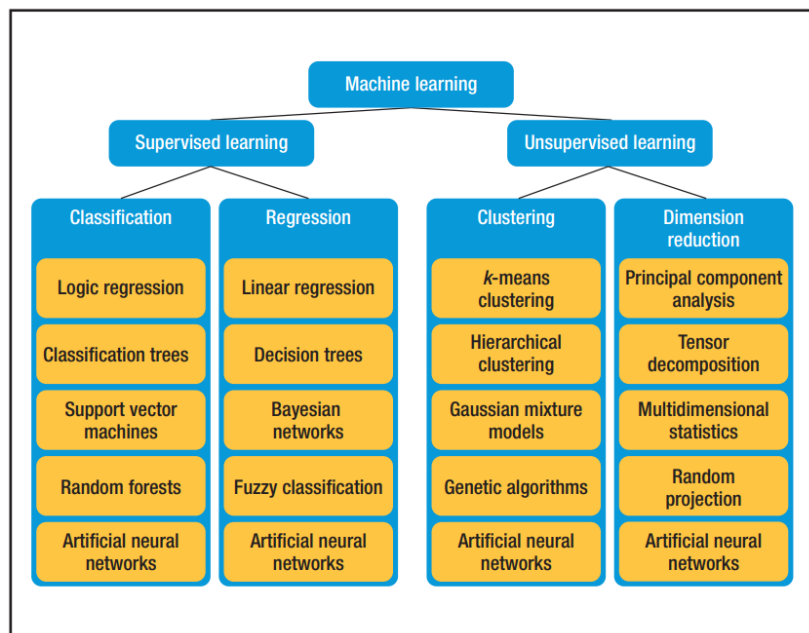 Machine learning
Supervised learning
Unsupervised learning
Classification
Logic regression
Classification trees
Support vector
machines
Random forests
Artificial neural
networks
Regression
Linear regression
Decision trees
Bayesian
networks
Fuzzy classification
Artificial neural
networks
Clustering
k-means
clustering
Hierarchical
clustering
Gaussian mixture
models
Genetic algorithms
Artificial neural
networks
Dimension
reduction
Principal component
analysis
Tensor
decomposition
Multidimensional
statistics
Random
projection
Artificial neural
networks